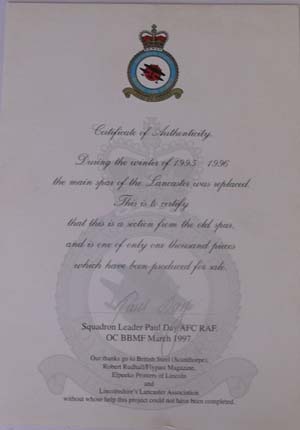 Certificate of Authenticity.
During the winter of 1995 - 1996
the main spar of the Lancaster was replaced.
This is to certify
that this is a section from the old spar,
and is one of only one thousand pieces
which have been produced for sale.
Paul Day
Squadron Leader Paul Day AFC RAF.
OC BBMF March 1997.
Our thanks go to British Steel (Scunthorpe),
Robert Rudhall/Flypast Magazine,
Elpeeko Printers of Lincoln
and
Lincolnshire's Lancaster Association
without whose help this project could not have been completed.